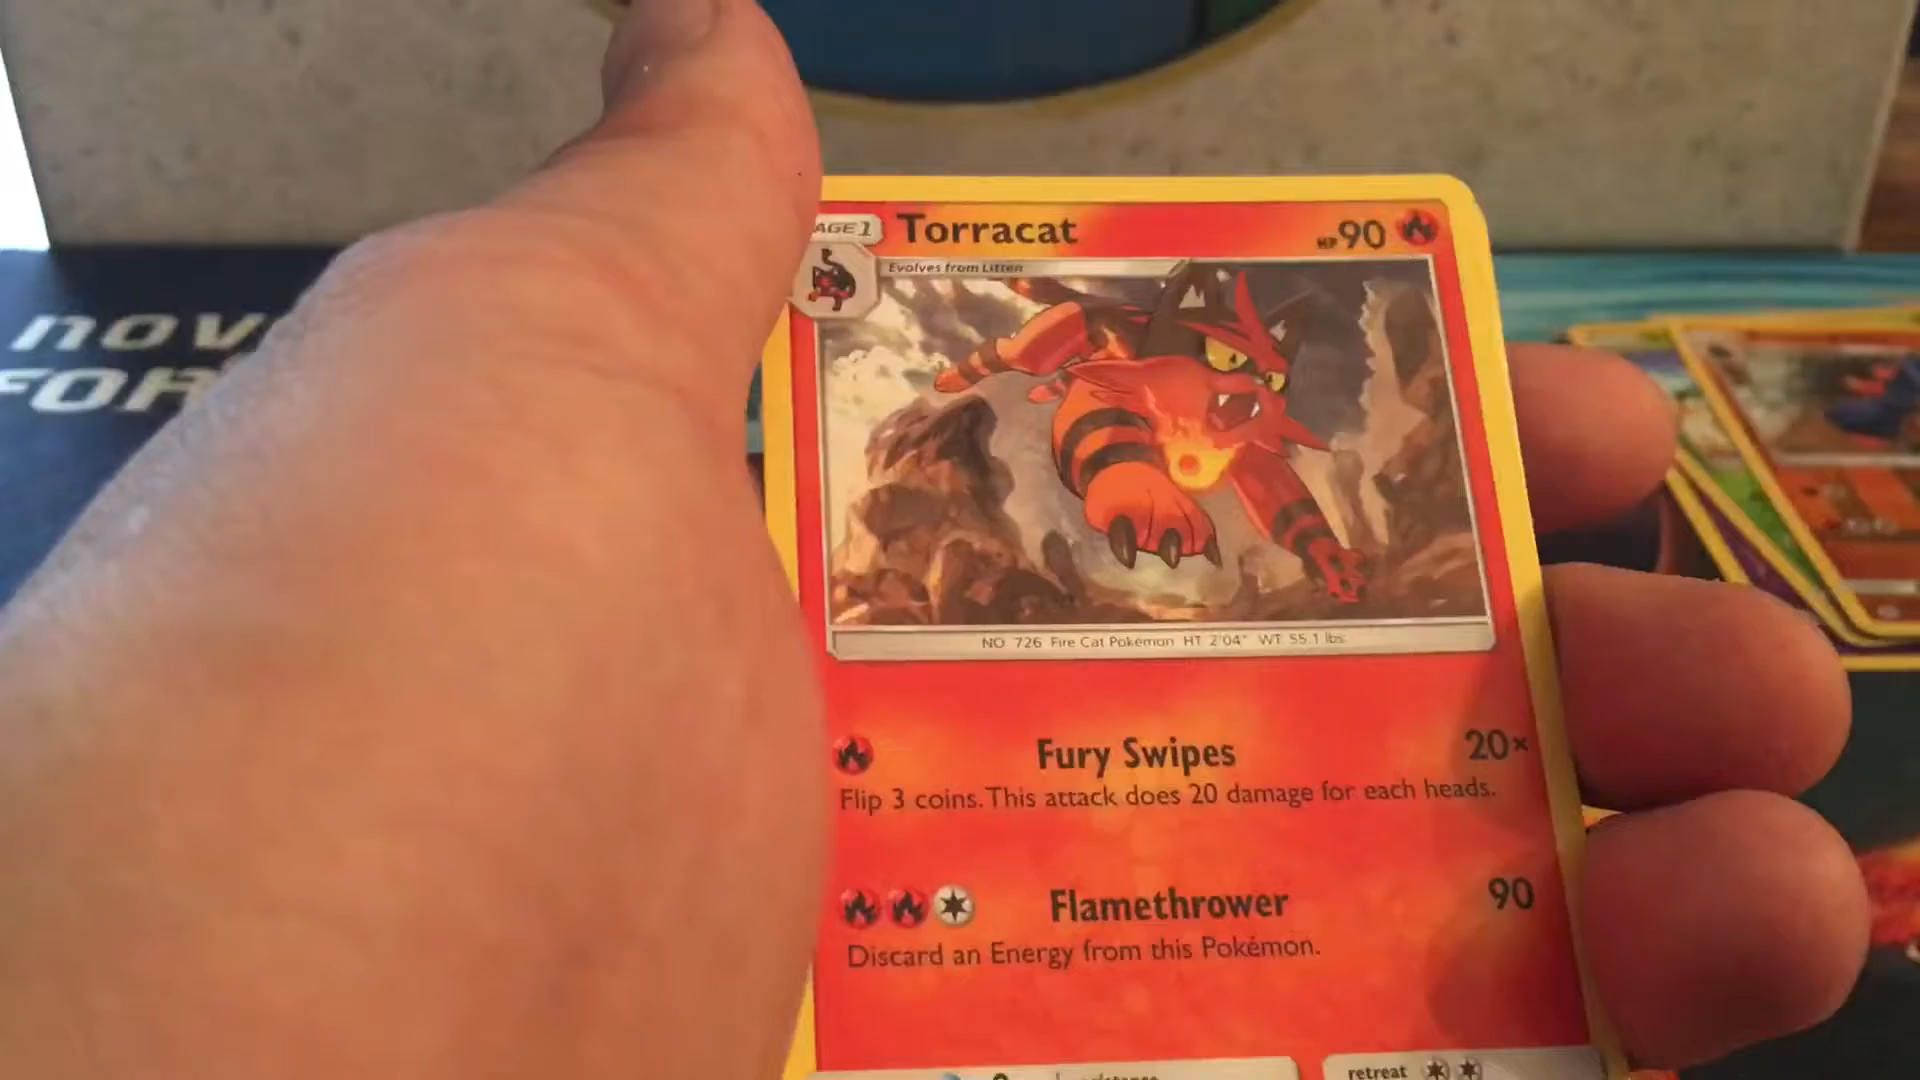 NOV
FOR
AGE 1
Torracat
HP 90
Evolves from Litten
NO. 726 Fire Cat Pokémon HT 2'04" WT 55.1 lbs.
Fury Swipes 20×
Flip 3 coins. This attack does 20 damage for each heads.
Flamethrower 90
Discard an Energy from this Pokémon.
retreat